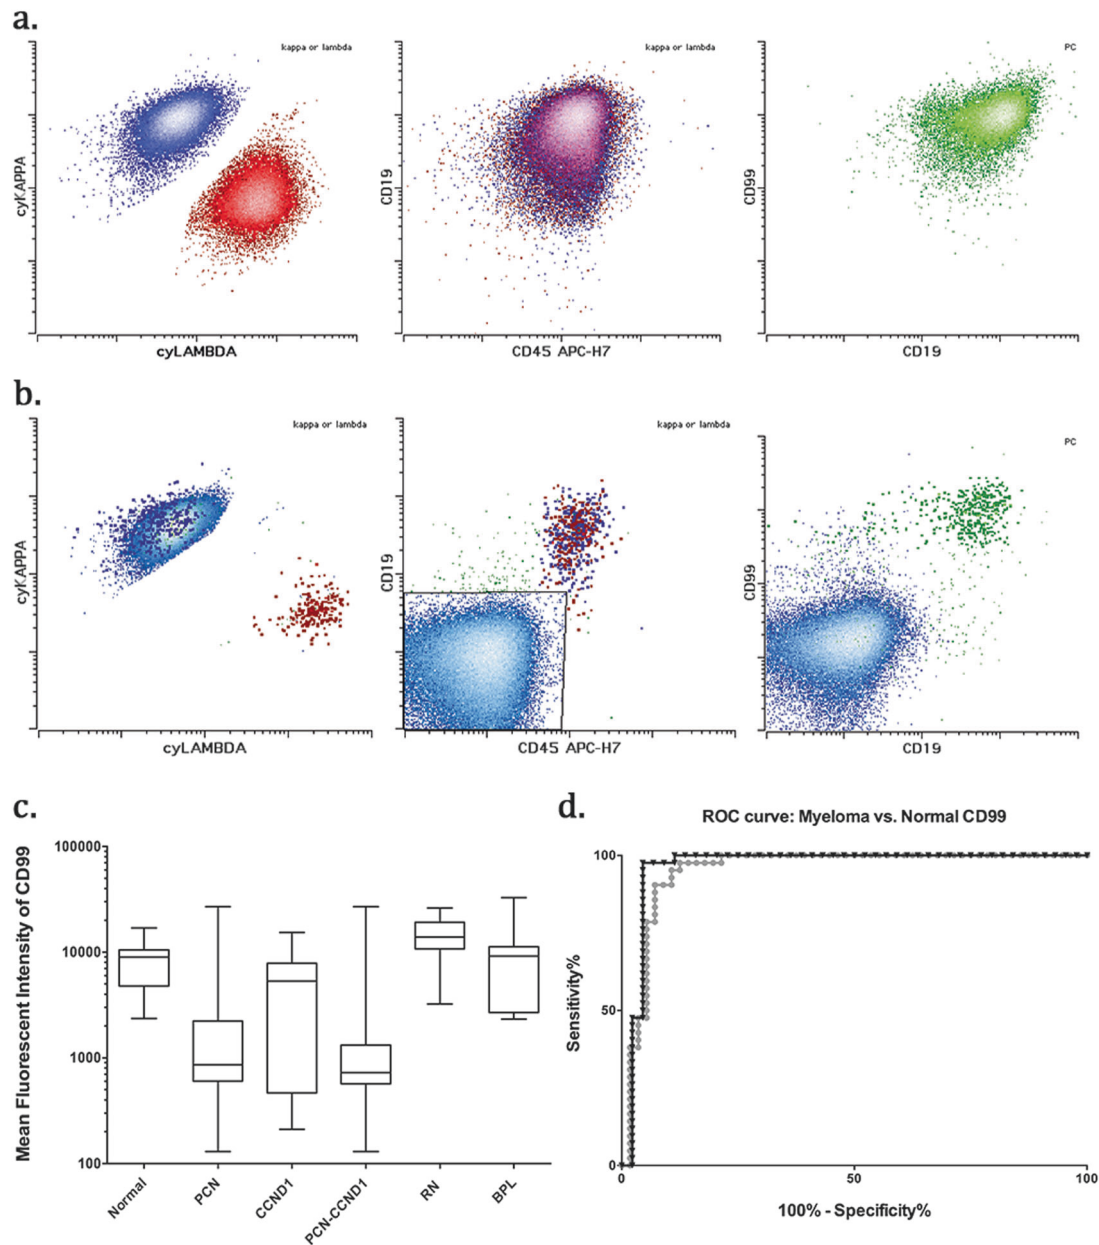 a.
kappa or lambda
cyKAPPA
cyLAMBDA
kappa or lambda
CD19
CD45 APC-H7
PC
CD99
CD19
b.
kappa or lambda
cyKAPPA
cyLAMBDA
kappa or lambda
CD19
CD45 APC-H7
PC
CD99
CD19
c.
Mean Fluorescent Intensity of CD99
100000
10000
1000
100
Normal
PCN
CCND1
PCN-CCND1
RN
BPL
d.
ROC curve: Myeloma vs. Normal CD99
Sensitivity%
100
50
0
0
50
100
100% - Specificity%